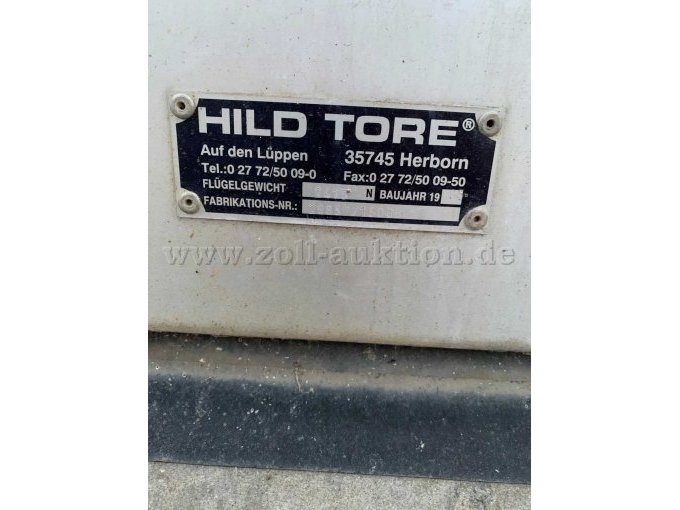 HILD TORE®
Auf den Lüppen 35745 Herborn
Tel.:0 27 72/50 09-0 Fax:0 27 72/50 09-50
FLÜGELGEWICHT N BAUJAHR 19
FABRIKATIONS-NR.:
www.zoll-auktion.de